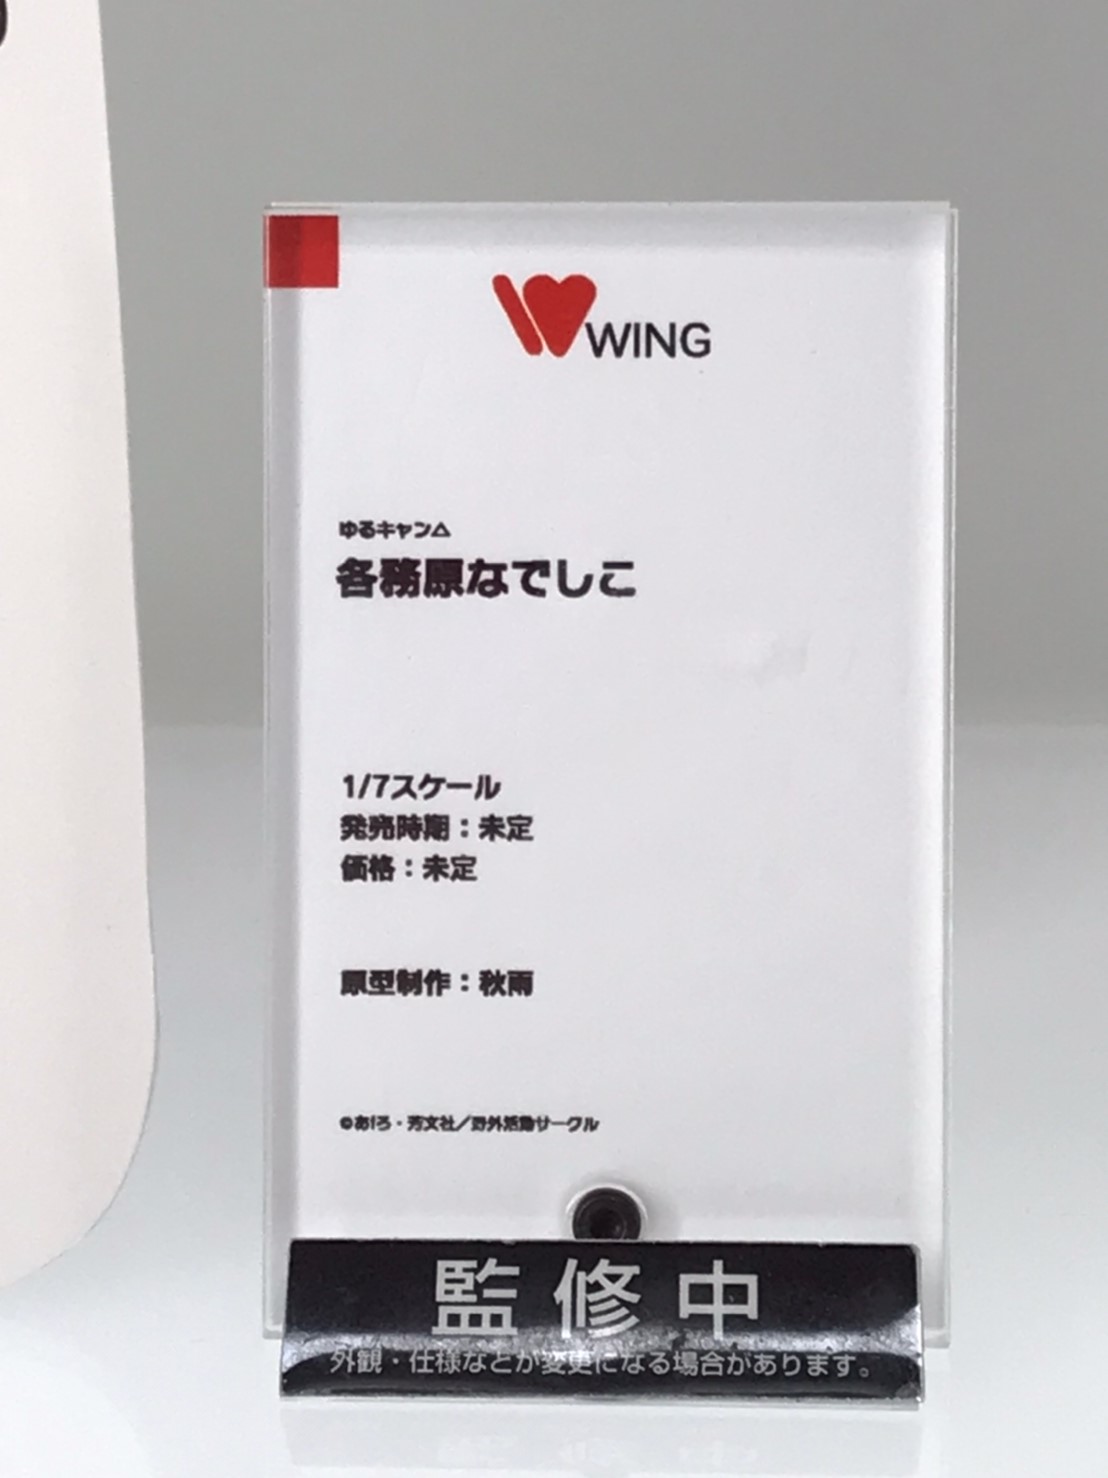 WING
ゆるキャン△
各務原なでしこ
1/7スケール
発売時期：未定
価格：未定
原型制作：秋雨
©あfろ・芳文社／野外活動サークル
監修中
外観・仕様などが変更になる場合があります。